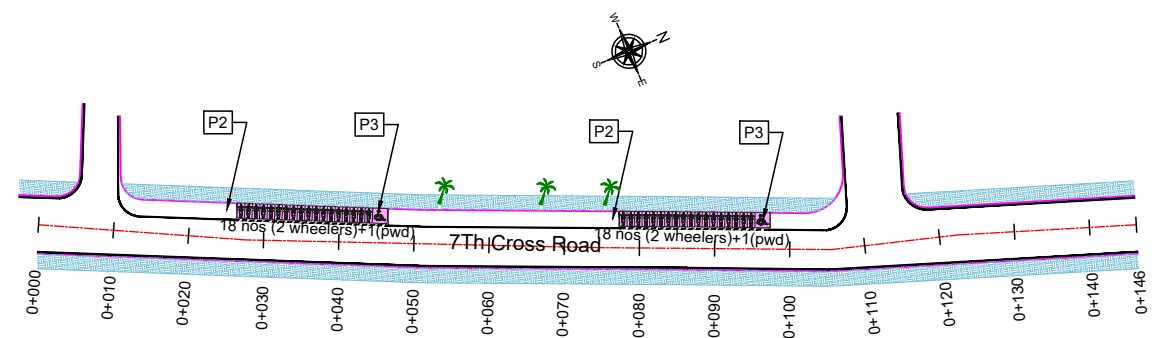 W
N
S
E
P2
P3
P2
P3
18 nos (2 wheelers)+1(pwd)
7Th Cross Road
18 nos (2 wheelers)+1(pwd)
0+000
0+010
0+020
0+030
0+040
0+050
0+060
0+070
0+080
0+090
0+100
0+110
0+120
0+130
0+140
0+146